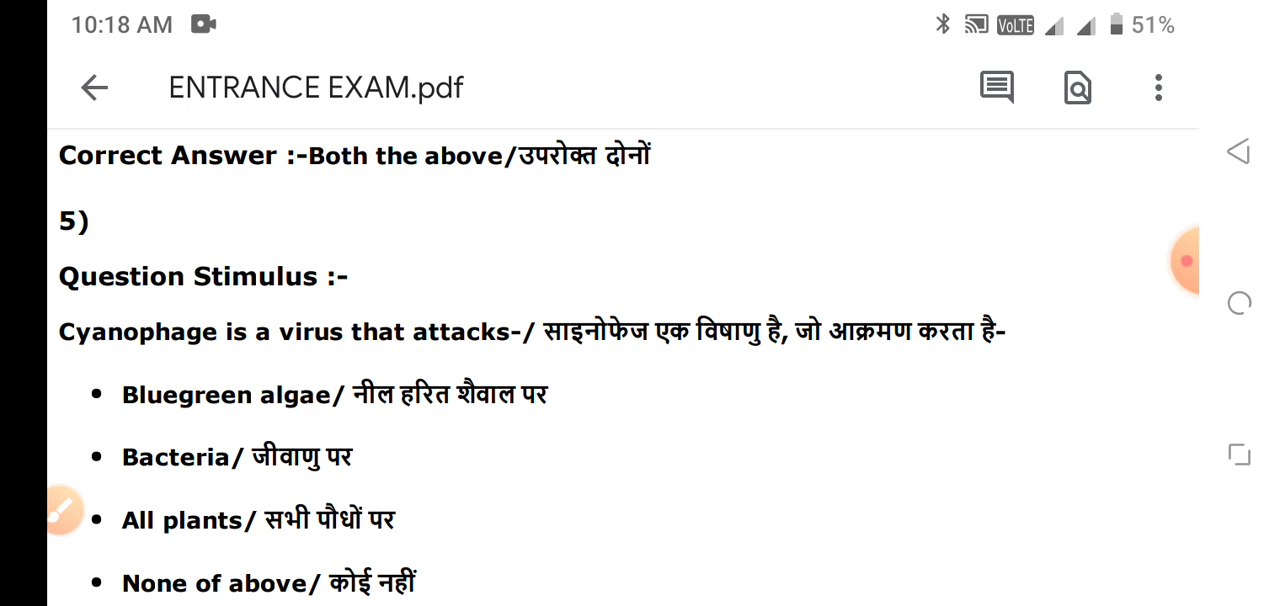 10:18 AM VoLTE 51%
ENTRANCE EXAM.pdf
Correct Answer :-Both the above/उपरोक्त दोनों
5)
Question Stimulus :-
Cyanophage is a virus that attacks-/ साइनोफेज एक विषाणु है, जो आक्रमण करता है-
• Bluegreen algae/ नील हरित शैवाल पर
• Bacteria/ जीवाणु पर
• All plants/ सभी पौधों पर
• None of above/ कोई नहीं